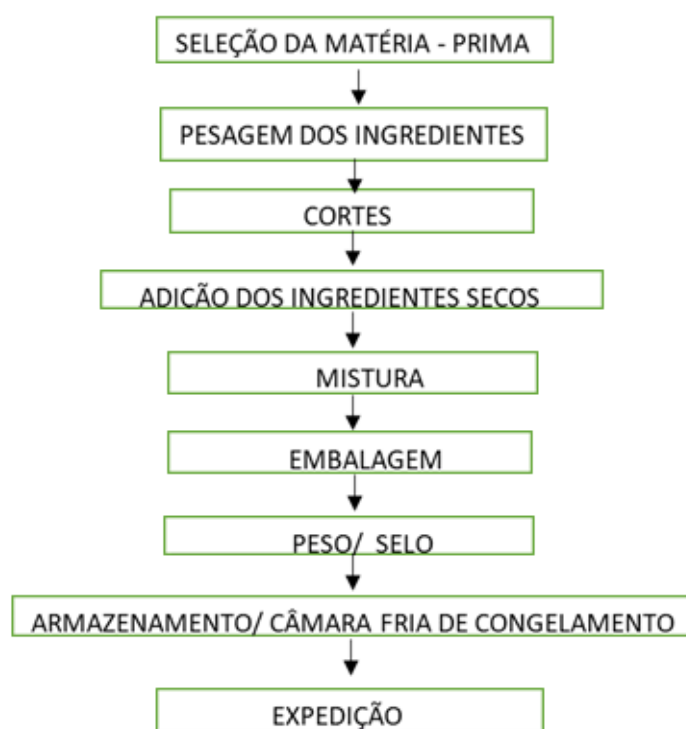 SELEÇÃO DA MATÉRIA - PRIMA
PESAGEM DOS INGREDIENTES
CORTES
ADIÇÃO DOS INGREDIENTES SECOS
MISTURA
EMBALAGEM
PESO/ SELO
ARMAZENAMENTO/ CÂMARA FRIA DE CONGELAMENTO
EXPEDIÇÃO